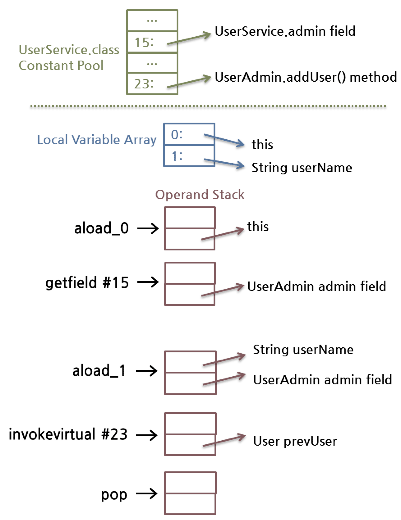 ...
UserService.class
Constant Pool
15:
UserService.admin field
...
23:
UserAdmin.addUser() method
Local Variable Array
0:
this
1:
String userName
Operand Stack
aload_0
this
getfield #15
UserAdmin admin field
String userName
aload_1
UserAdmin admin field
invokevirtual #23
User prevUser
pop